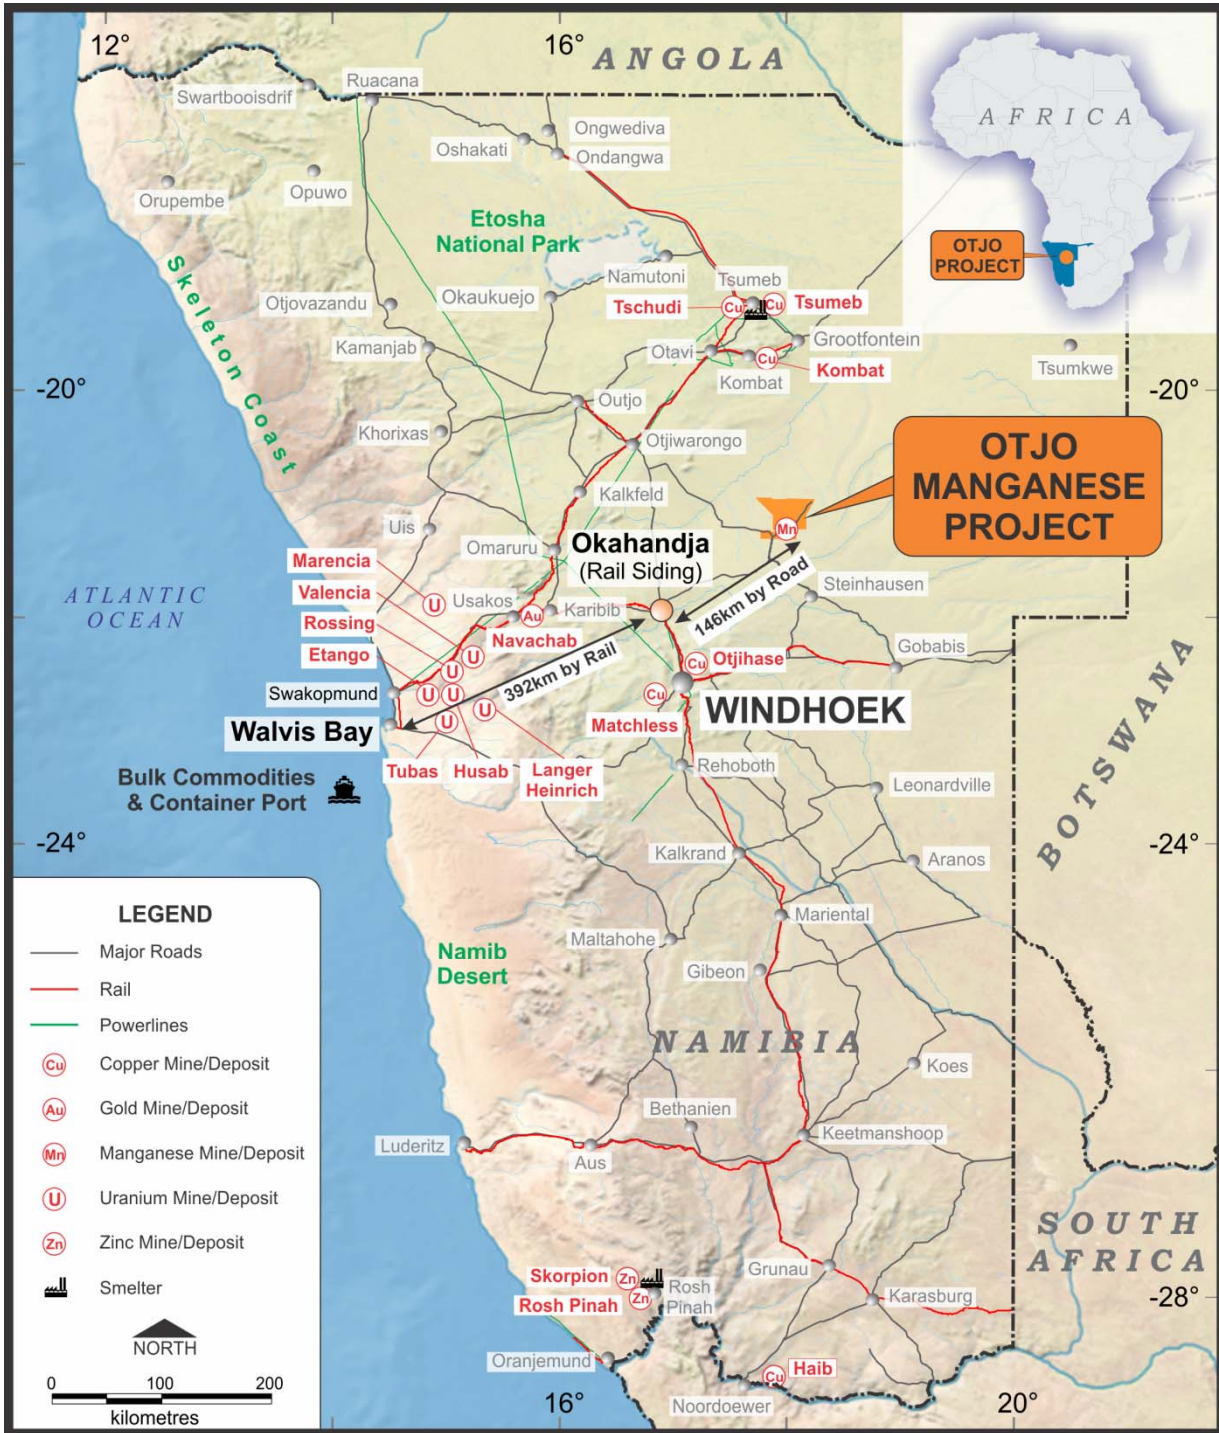 12°
16°
ANGOLA
AFRICA
OTJO
PROJECT
Swartbooisdrif
Ruacana
Oshakati
Ongwediva
Ondangwa
Orupembe
Opuwo
Etosha
National Park
Namutoni
Tsumeb
Okaukuejo
Otjovazandu
Tschudi
Cu
Cu
Tsumeb
Kamanjab
Otavi
Grootfontein
Cu
Kombat
Kombat
Tsumkwe
Skeleton Coast
-20°
-20°
Outjo
Khorixas
Otjiwarongo
OTJO
MANGANESE
PROJECT
Kalkfeld
Mn
Uis
Omaruru
Okahandja
(Rail Siding)
146km by Road
Steinhausen
Marencia
Valencia
Rossing
Etango
U
Usakos
Au
Karibib
Navachab
ATLANTIC
OCEAN
U
U
U
U
U
U
392km by Rail
Cu
Otjihase
Gobabis
Swakopmund
Walvis Bay
Cu
Matchless
WINDHOEK
Tubas
Husab
Langer
Heinrich
Rehoboth
Bulk Commodities
& Container Port
Leonardville
BOTSWANA
-24°
-24°
Kalkrand
Aranos
Mariental
Maltahohe
Namib
Desert
Gibeon
NAMIBIA
Koes
Bethanien
Luderitz
Aus
Keetmanshoop
SOUTH
AFRICA
Grunau
Skorpion
Zn
Rosh Pinah
Zn
Rosh
Pinah
Karasburg
-28°
Oranjemund
Cu
Haib
Noordoewer
16°
20°
LEGEND
Major Roads
Rail
Powerlines
Cu
Copper Mine/Deposit
Au
Gold Mine/Deposit
Mn
Manganese Mine/Deposit
U
Uranium Mine/Deposit
Zn
Zinc Mine/Deposit
Smelter
NORTH
0
100
200
kilometres